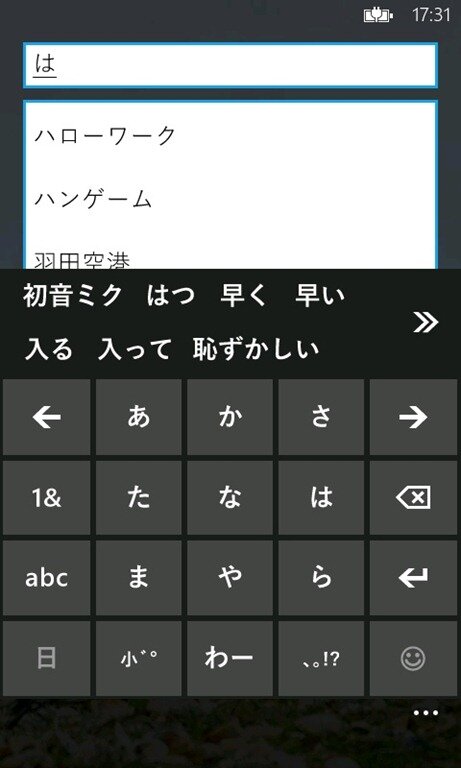 17:31
は
ハローワーク
ハンゲーム
羽田空港
初音ミク はつ 早く 早い
入る 入って 恥ずかしい
← あ か さ →
1& た な は
abc ま や ら
日 小゛゜ わー 、。!?